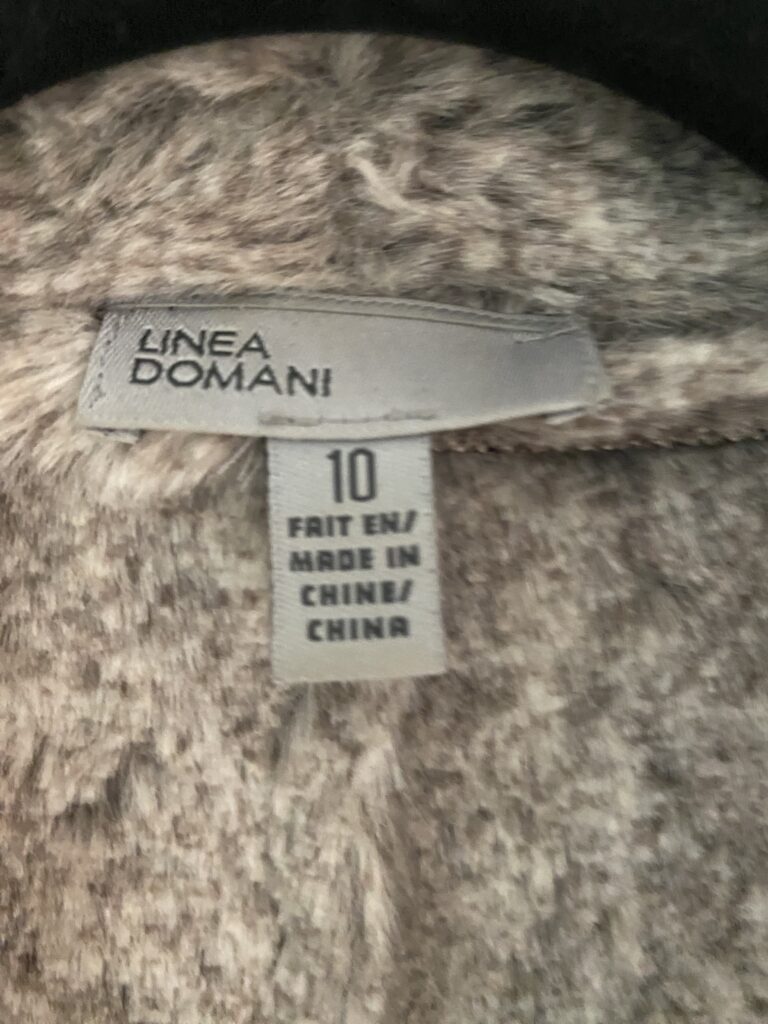 LINEA
DOMANI
10
FAIT EN/
MADE IN
CHINE/
CHINA